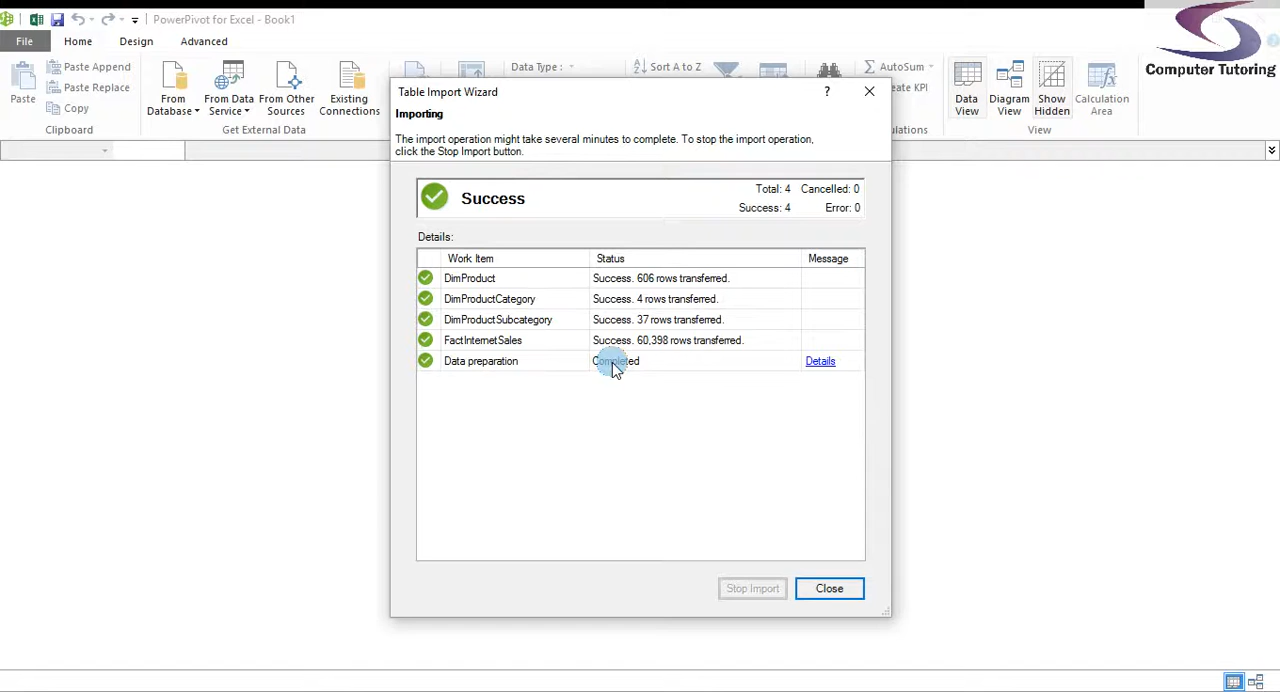 PowerPivot for Excel - Book1
File Home Design Advanced
Paste
Paste Append
Paste Replace
Copy
Clipboard
From Database
From Data Service
From Other Sources
Existing Connections
Get External Data
Data Type :
Sort A to Z
AutoSum
eate KPI
ulations
Data View
Diagram View
Show Hidden
Calculation Area
View
Computer Tutoring
Table Import Wizard
?
Importing
The import operation might take several minutes to complete. To stop the import operation,
click the Stop Import button.
Success
Total: 4 Cancelled: 0
Success: 4 Error: 0
Details:
Work Item Status Message
DimProduct Success. 606 rows transferred.
DimProductCategory Success. 4 rows transferred.
DimProductSubcategory Success. 37 rows transferred.
FactInternetSales Success. 60,398 rows transferred.
Data preparation Completed Details
Stop Import Close